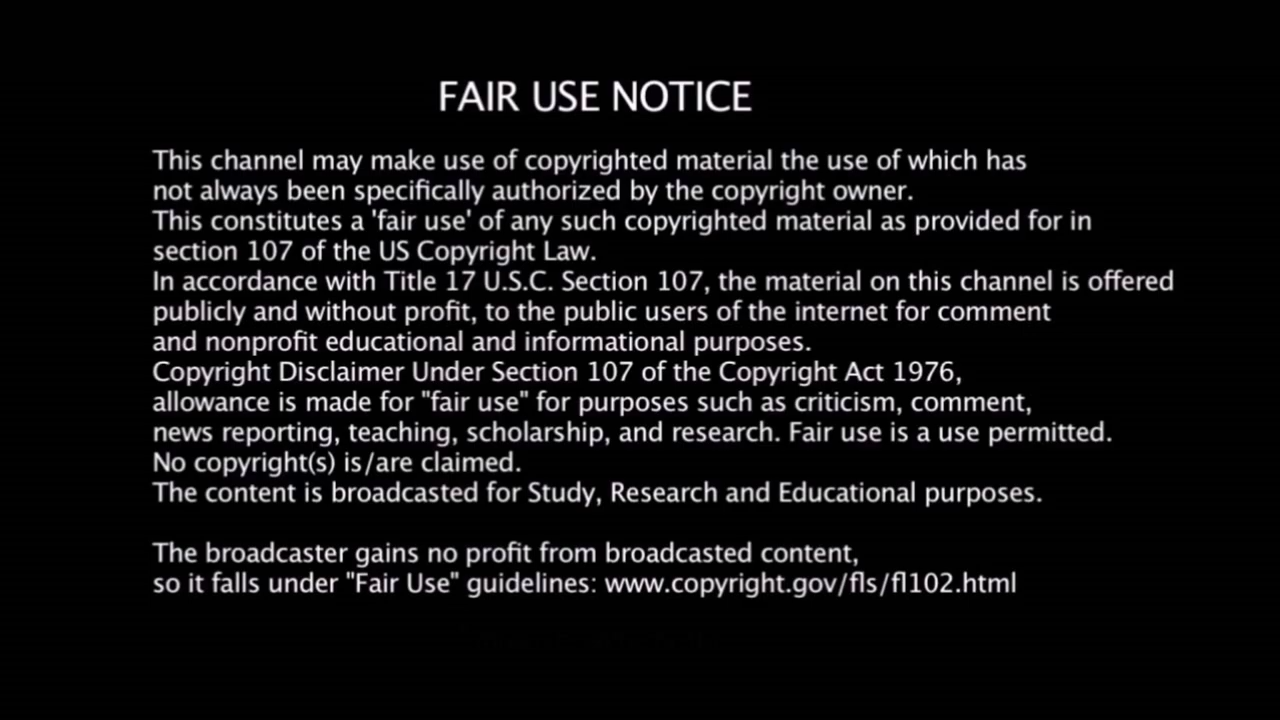 FAIR USE NOTICE
This channel may make use of copyrighted material the use of which has
not always been specifically authorized by the copyright owner.
This constitutes a 'fair use' of any such copyrighted material as provided for in
section 107 of the US Copyright Law.
In accordance with Title 17 U.S.C. Section 107, the material on this channel is offered
publicly and without profit, to the public users of the internet for comment
and nonprofit educational and informational purposes.
Copyright Disclaimer Under Section 107 of the Copyright Act 1976,
allowance is made for "fair use" for purposes such as criticism, comment,
news reporting, teaching, scholarship, and research. Fair use is a use permitted.
No copyright(s) is/are claimed.
The content is broadcasted for Study, Research and Educational purposes.
The broadcaster gains no profit from broadcasted content,
so it falls under "Fair Use" guidelines: www.copyright.gov/fls/fl102.html